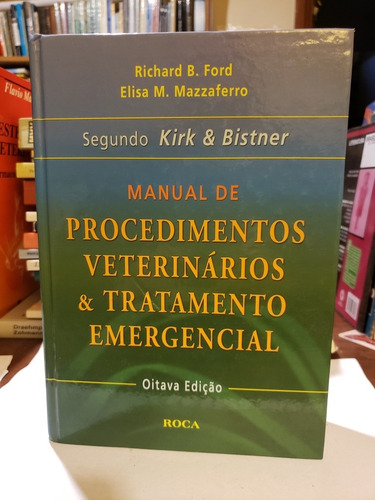 Richard B. Ford
Elisa M. Mazzaferro
Segundo Kirk & Bistner
MANUAL DE
PROCEDIMENTOS
VETERINÁRIOS
& TRATAMENTO
EMERGENCIAL
Oitava Edição
ROCA